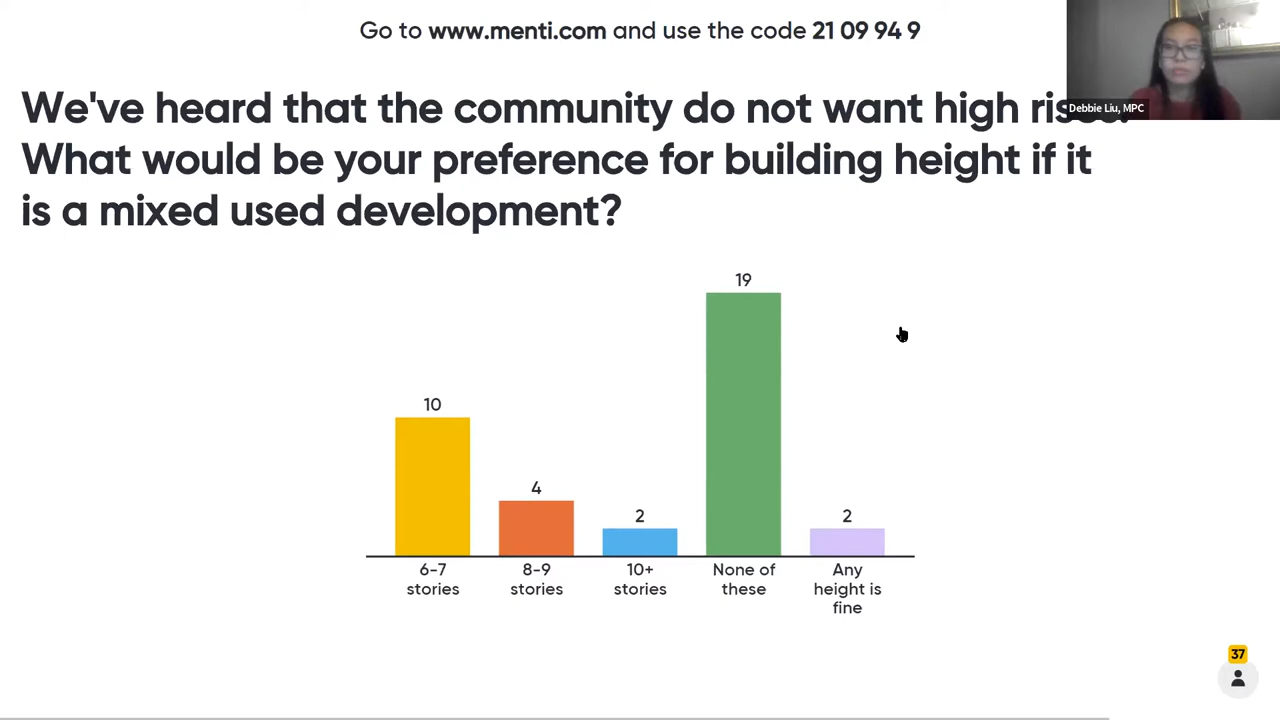 Go to www.menti.com and use the code 21 09 94 9
Debbie Liu, MPC
We've heard that the community do not want high
What would be your preference for building height if it
is a mixed used development?
19
10
4
2
2
6-7
stories
8-9
stories
10+
stories
None of
these
Any
height is
fine
37